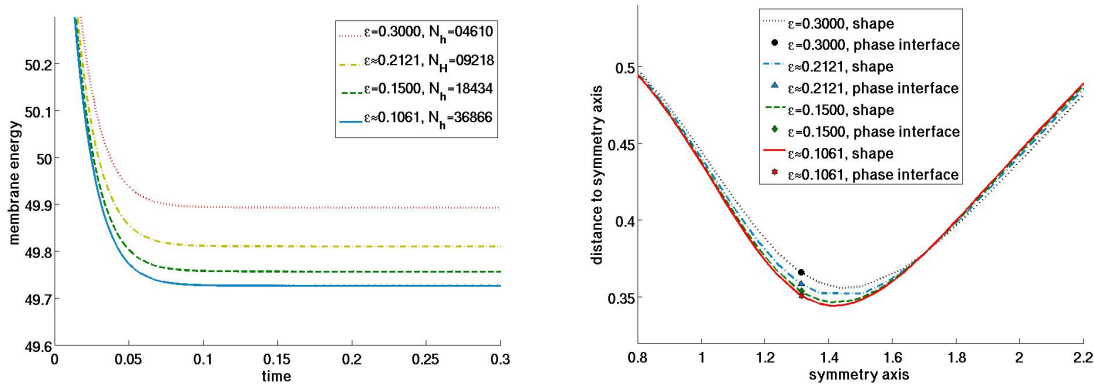 50.2
50.1
50
49.9
49.8
49.7
49.6
0
0.05
0.1
0.15
0.2
0.25
0.3
time
membrane energy
ε=0.3000, N_h=04610
ε≈0.2121, N_H=09218
ε=0.1500, N_h=18434
ε≈0.1061, N_h=36866
0.5
0.45
0.4
0.35
0.8
1
1.2
1.4
1.6
1.8
2
2.2
symmetry axis
distance to symmetry axis
ε=0.3000, shape
ε=0.3000, phase interface
ε≈0.2121, shape
ε≈0.2121, phase interface
ε=0.1500, shape
ε=0.1500, phase interface
ε≈0.1061, shape
ε≈0.1061, phase interface